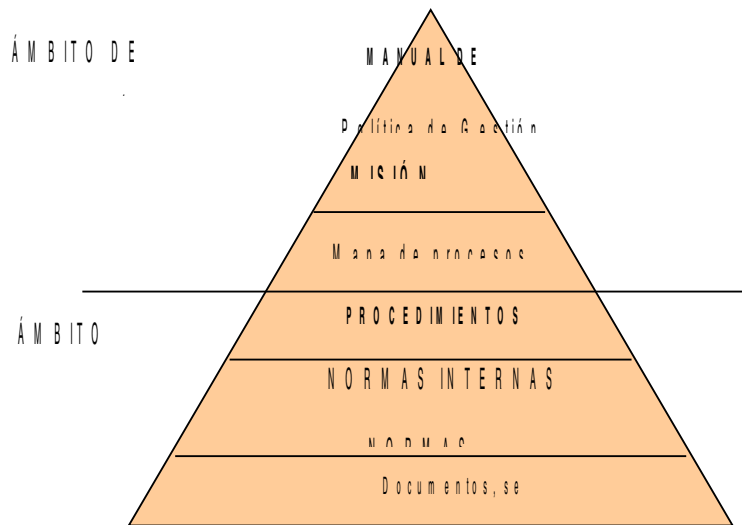 ÁMBITO DE
MANUAL DE
Política de Gestión
MISIÓN
Mapa de procesos
PROCEDIMIENTOS
ÁMBITO
NORMAS INTERNAS
NORMAS
Documentos, se